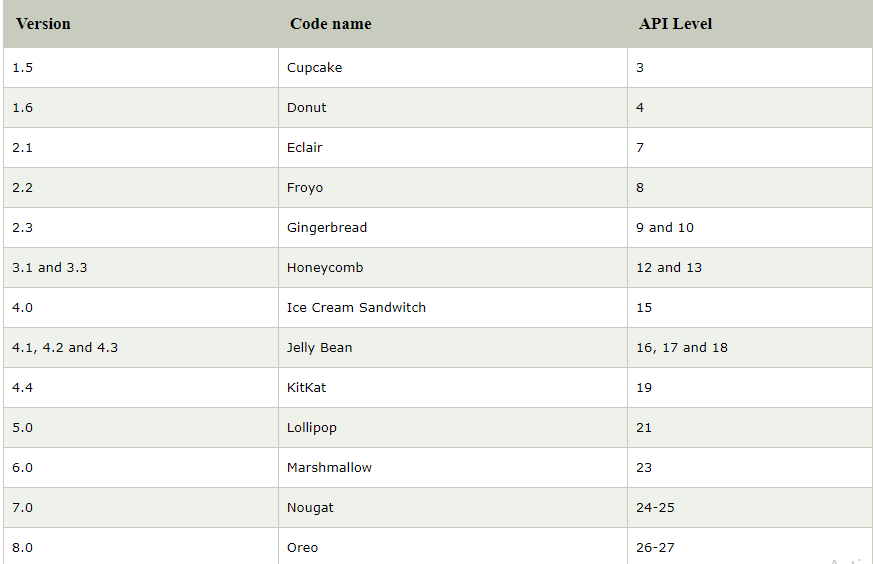 Version Code name API Level
1.5 Cupcake 3
1.6 Donut 4
2.1 Eclair 7
2.2 Froyo 8
2.3 Gingerbread 9 and 10
3.1 and 3.3 Honeycomb 12 and 13
4.0 Ice Cream Sandwitch 15
4.1, 4.2 and 4.3 Jelly Bean 16, 17 and 18
4.4 KitKat 19
5.0 Lollipop 21
6.0 Marshmallow 23
7.0 Nougat 24-25
8.0 Oreo 26-27